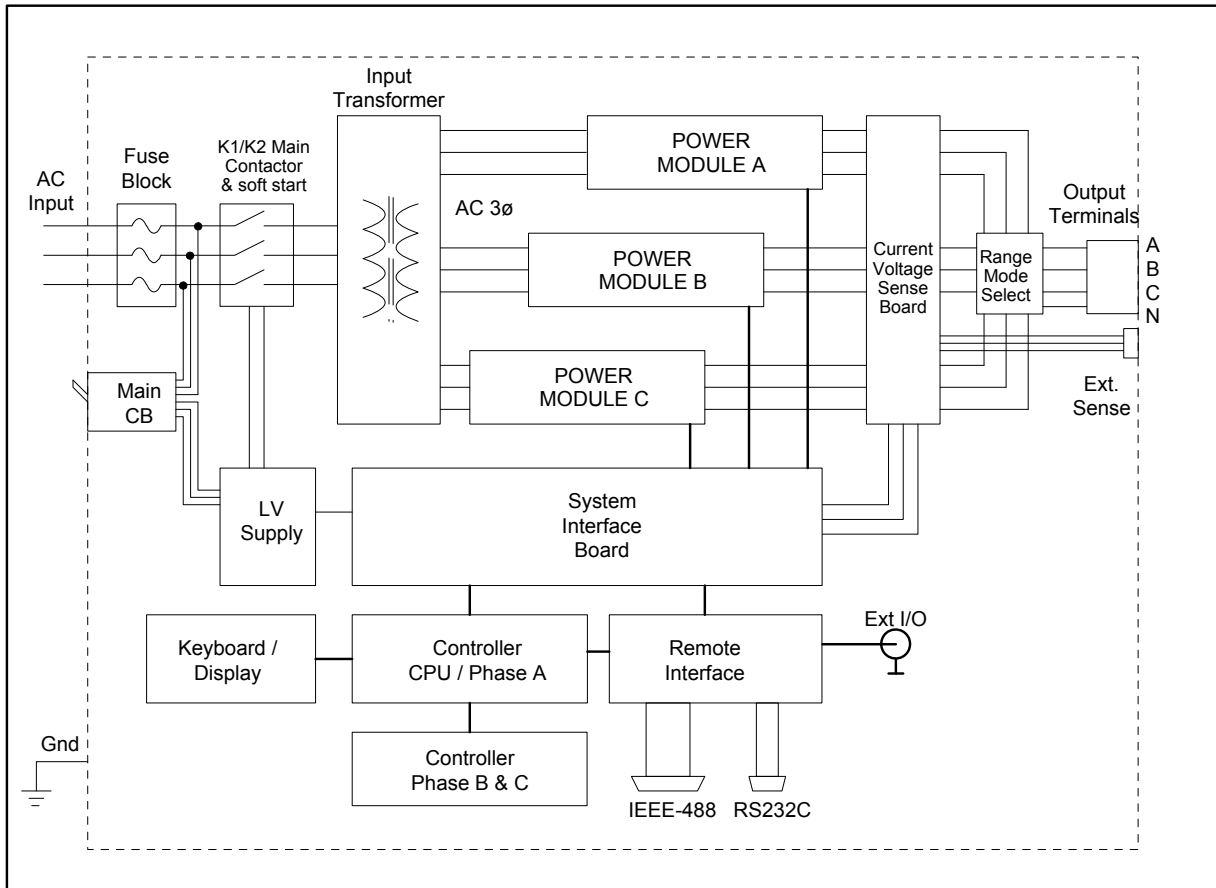 Input
Transformer
K1/K2 Main
Contactor
& soft start
Fuse
Block
AC
Input
POWER
MODULE A
AC 3ø
POWER
MODULE B
POWER
MODULE C
Current
Voltage
Sense
Board
Range
Mode
Select
Output
Terminals
A
B
C
N
Ext.
Sense
Main
CB
LV
Supply
System
Interface
Board
Keyboard /
Display
Controller
CPU / Phase A
Remote
Interface
Ext I/O
Gnd
Controller
Phase B & C
IEEE-488
RS232C